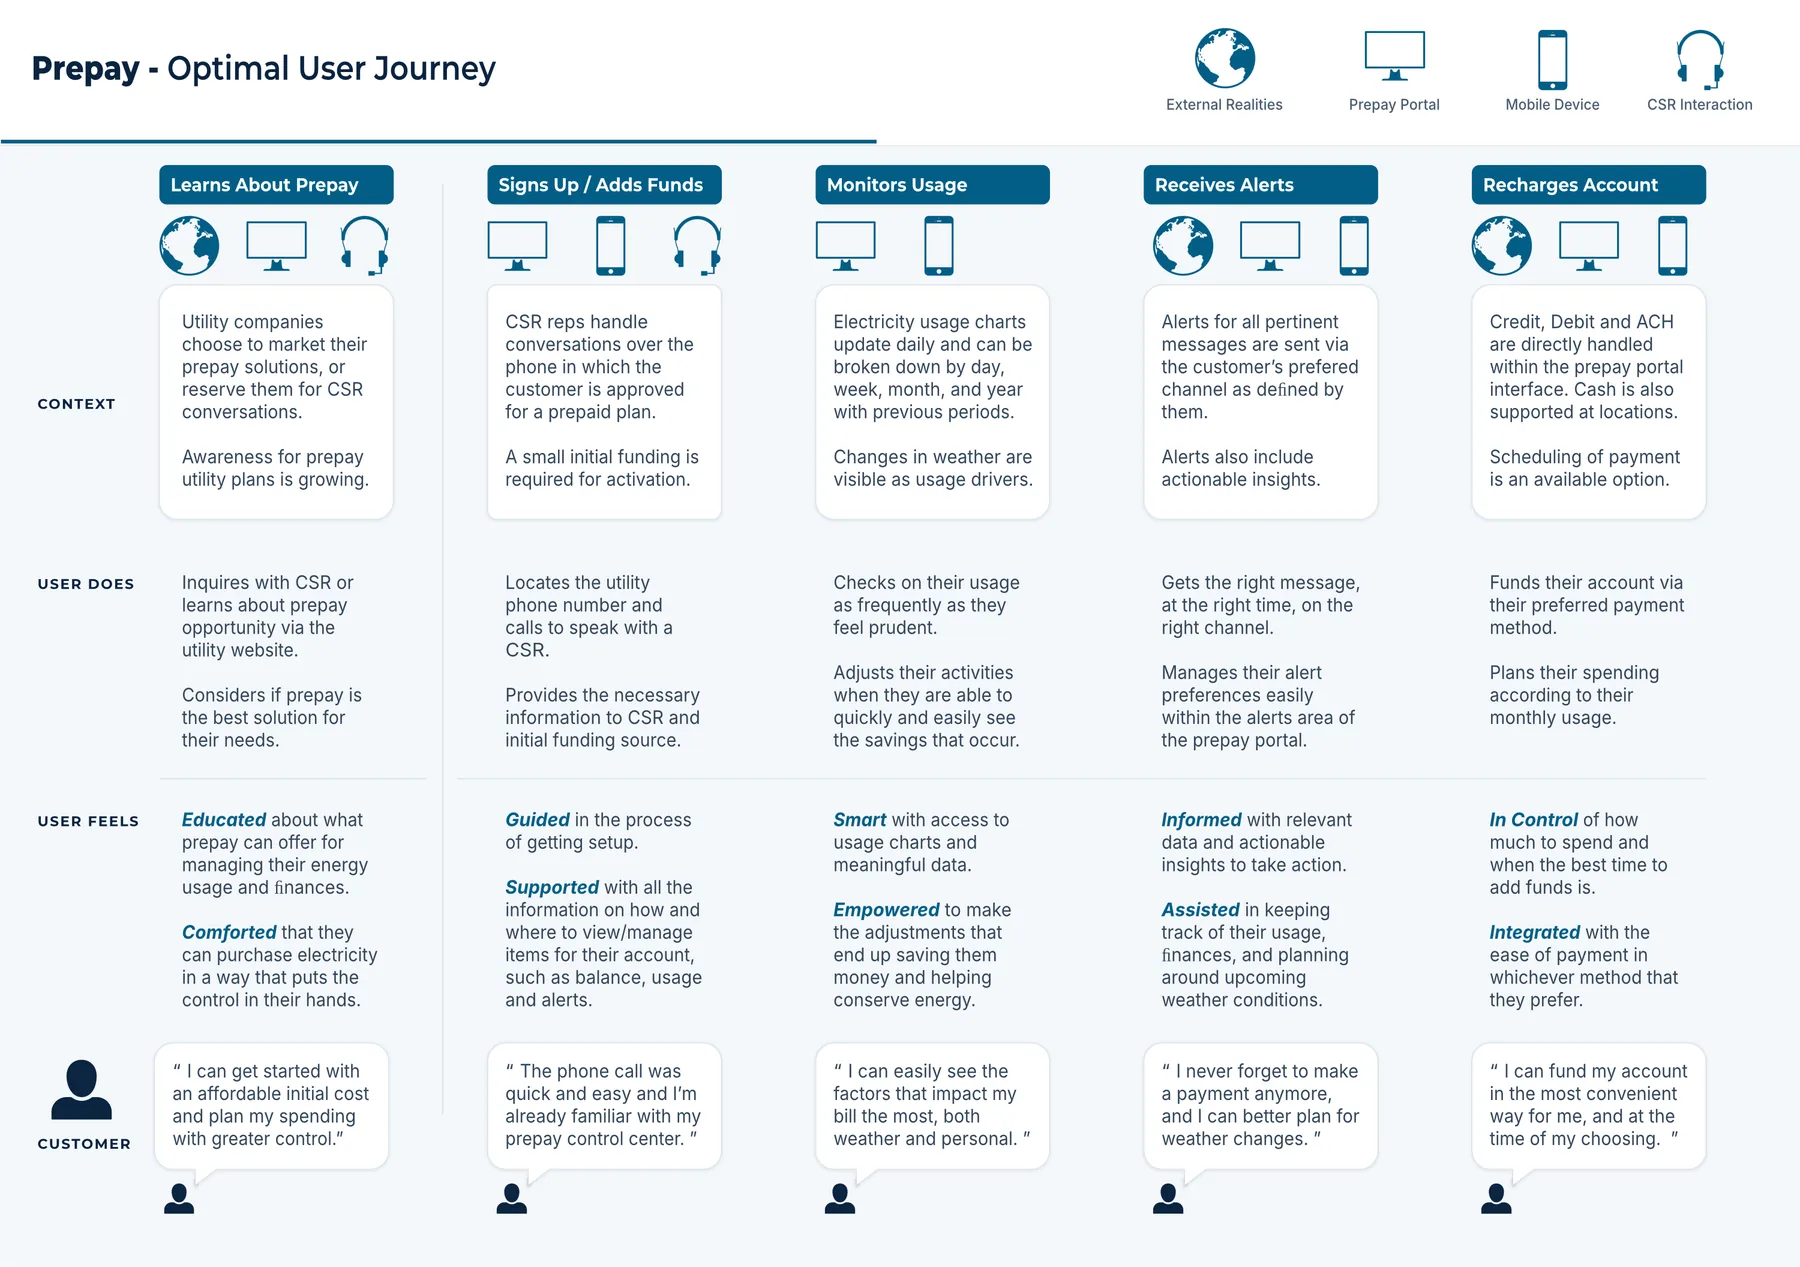 Prepay - Optimal User Journey
External Realities
Prepay Portal
Mobile Device
CSR Interaction
Learns About Prepay
Signs Up / Adds Funds
Monitors Usage
Receives Alerts
Recharges Account
CONTEXT
Utility companies
choose to market their
prepay solutions, or
reserve them for CSR
conversations.
Awareness for prepay
utility plans is growing.
CSR reps handle
conversations over the
phone in which the
customer is approved
for a prepaid plan.
A small initial funding is
required for activation.
Electricity usage charts
update daily and can be
broken down by day,
week, month, and year
with previous periods.
Changes in weather are
visible as usage drivers.
Alerts for all pertinent
messages are sent via
the customer's prefered
channel as defined by
them.
Alerts also include
actionable insights.
Credit, Debit and ACH
are directly handled
within the prepay portal
interface. Cash is also
supported at locations.
Scheduling of payment
is an available option.
USER DOES
Inquires with CSR or
learns about prepay
opportunity via the
utility website.
Considers if prepay is
the best solution for
their needs.
Locates the utility
phone number and
calls to speak with a
CSR.
Provides the necessary
information to CSR and
initial funding source.
Checks on their usage
as frequently as they
feel prudent.
Adjusts their activities
when they are able to
quickly and easily see
the savings that occur.
Gets the right message,
at the right time, on the
right channel.
Manages their alert
preferences easily
within the alerts area of
the prepay portal.
Funds their account via
their preferred payment
method.
Plans their spending
according to their
monthly usage.
USER FEELS
Educated about what
prepay can offer for
managing their energy
usage and finances.
Comforted that they
can purchase electricity
in a way that puts the
control in their hands.
Guided in the process
of getting setup.
Supported with all the
information on how and
where to view/manage
items for their account,
such as balance, usage
and alerts.
Smart with access to
usage charts and
meaningful data.
Empowered to make
the adjustments that
end up saving them
money and helping
conserve energy.
Informed with relevant
data and actionable
insights to take action.
Assisted in keeping
track of their usage,
finances, and planning
around upcoming
weather conditions.
In Control of how
much to spend and
when the best time to
add funds is.
Integrated with the
ease of payment in
whichever method that
they prefer.
CUSTOMER
“ I can get started with
an affordable initial cost
and plan my spending
with greater control.”
“ The phone call was
quick and easy and I’m
already familiar with my
prepay control center. ”
“ I can easily see the
factors that impact my
bill the most, both
weather and personal. ”
“ I never forget to make
a payment anymore,
and I can better plan for
weather changes. ”
“ I can fund my account
in the most convenient
way for me, and at the
time of my choosing. ”